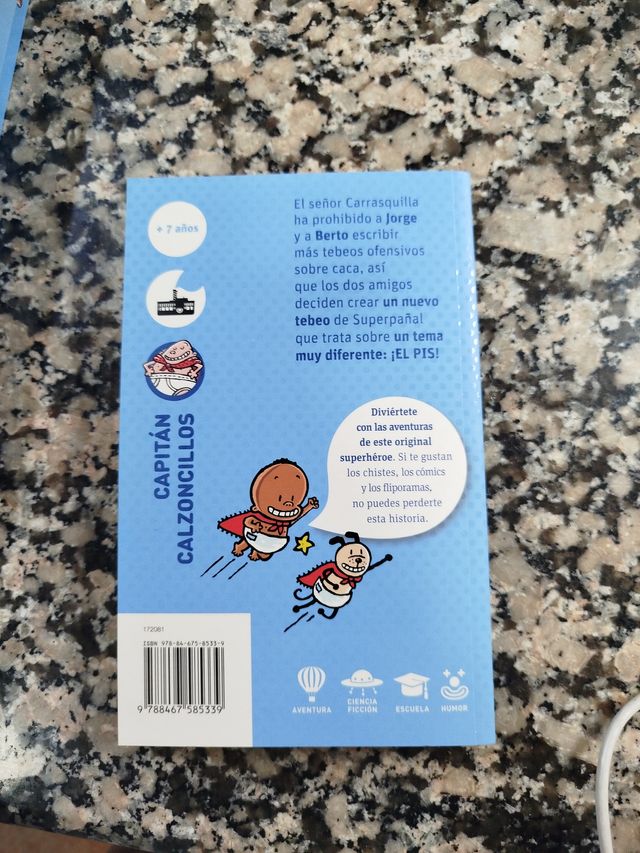 + 7 años
CAPITÁN
CALZONCILLOS
El señor Carrasquilla
ha prohibido a Jorge
y a Berto escribir
más tebeos ofensivos
sobre caca, así
que los dos amigos
deciden crear un nuevo
tebeo de Superpañal
que trata sobre un tema
muy diferente: ¡EL PIS!
Diviértete
con las aventuras
de este original
superhéroe. Si te gustan
los chistes, los cómics
y los fliporamas,
no puedes perderte
esta historia.
172081
ISBN 978-84-675-8533-9
9 788467 585339
AVENTURA
CIENCIA
FICCIÓN
ESCUELA
HUMOR